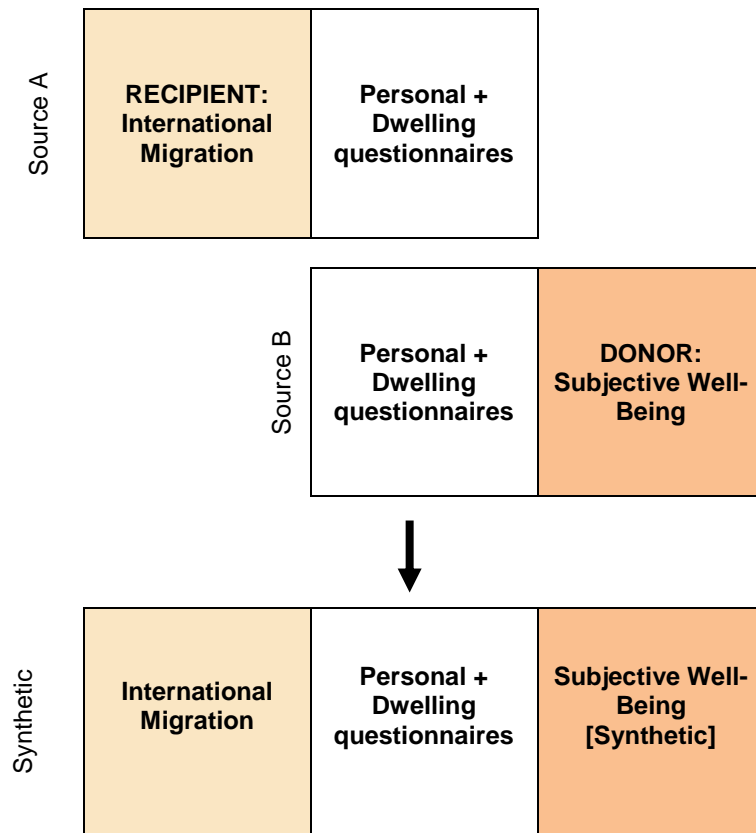 Source A
RECIPIENT:
International
Migration
Personal +
Dwelling
questionnaires
Source B
Personal +
Dwelling
questionnaires
DONOR:
Subjective Well-
Being
Synthetic
International
Migration
Personal +
Dwelling
questionnaires
Subjective Well-
Being
[Synthetic]